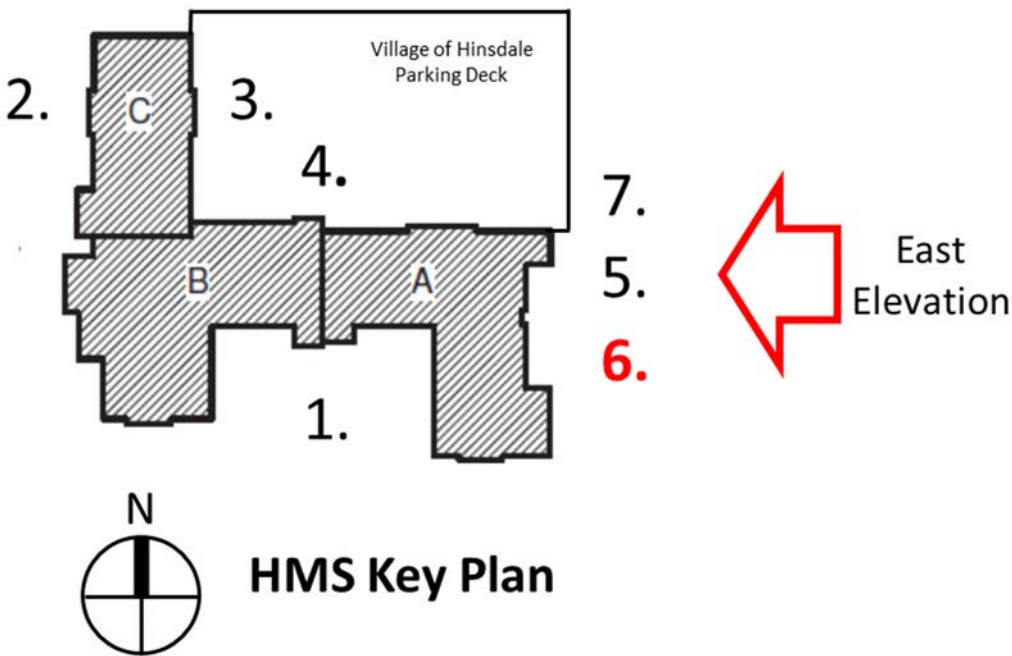 Village of Hinsdale
Parking Deck
2.
C
3.
4.
7.
B
A
5.
East
Elevation
6.
1.
N
HMS Key Plan